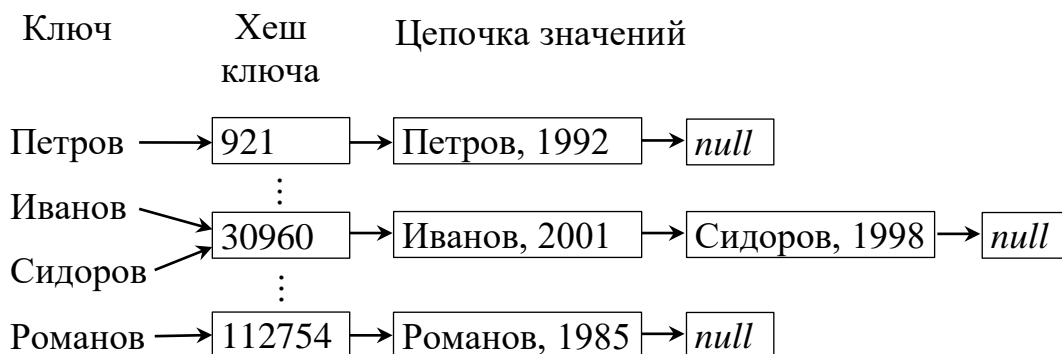 Ключ Хеш ключа Цепочка значений
Петров 921 Петров, 1992 null
⋮
Иванов
30960 Иванов, 2001 Сидоров, 1998 null
Сидоров
⋮
Романов 112754 Романов, 1985 null